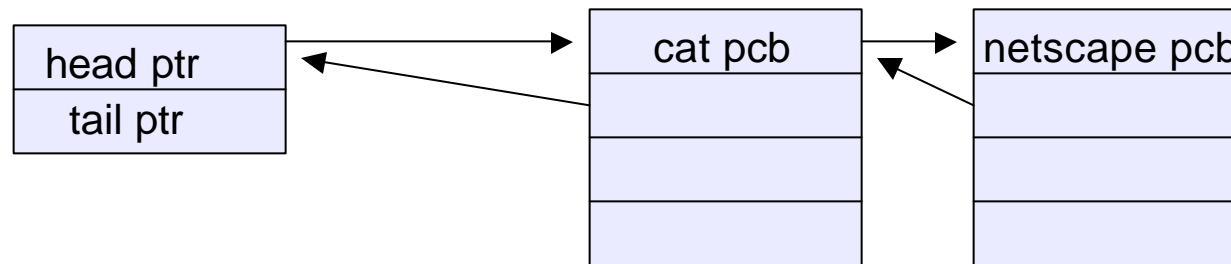 head ptr
tail ptr
cat pcb
netscape pcb